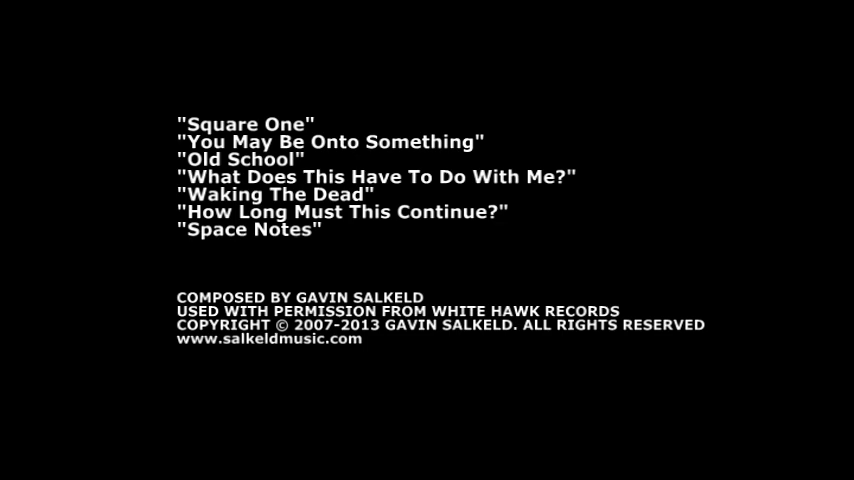 "Square One"
"You May Be Onto Something"
"Old School"
"What Does This Have To Do With Me?"
"Waking The Dead"
"How Long Must This Continue?"
"Space Notes"
COMPOSED BY GAVIN SALKELD
USED WITH PERMISSION FROM WHITE HAWK RECORDS
COPYRIGHT © 2007-2013 GAVIN SALKELD. ALL RIGHTS RESERVED
www.salkeldmusic.com